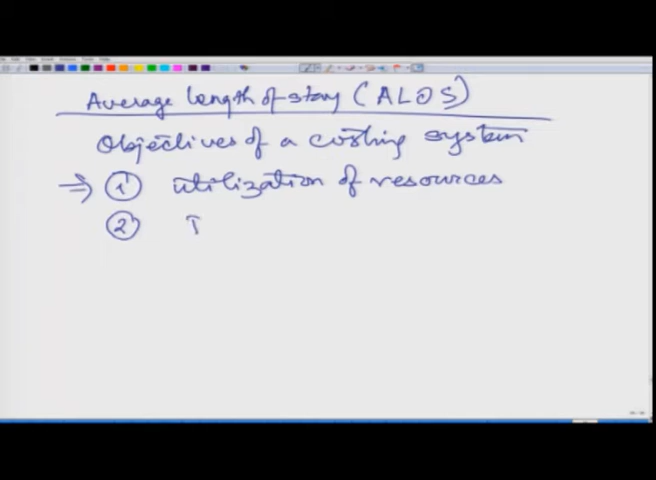 Average length of stay (ALOS)
Objectives of a costing system
⇒ ① utilization of resources
②